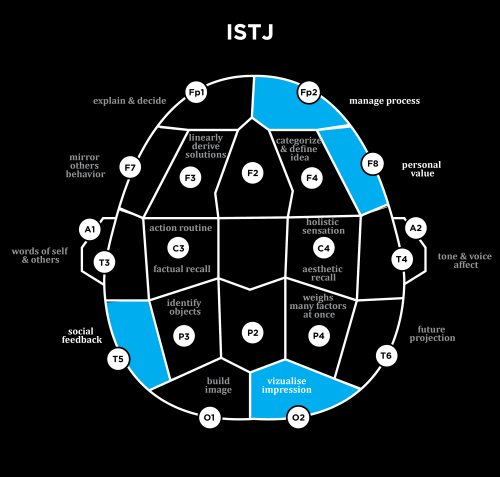 ISTJ
Fp1
Fp2
explain & decide
manage process
linearly
derive
solutions
categorize
& define
idea
mirror
others
behavior
F7
F3
F2
F4
F8
personal
value
A1
A2
action routine
holistic
sensation
words of self
& others
T3
C3
C4
T4
tone & voice
affect
factual recall
aesthetic
recall
identify
objects
weighs
many factors
at once
social
feedback
P3
P2
P4
future
projection
T5
T6
build
image
vizualise
impression
O1
O2